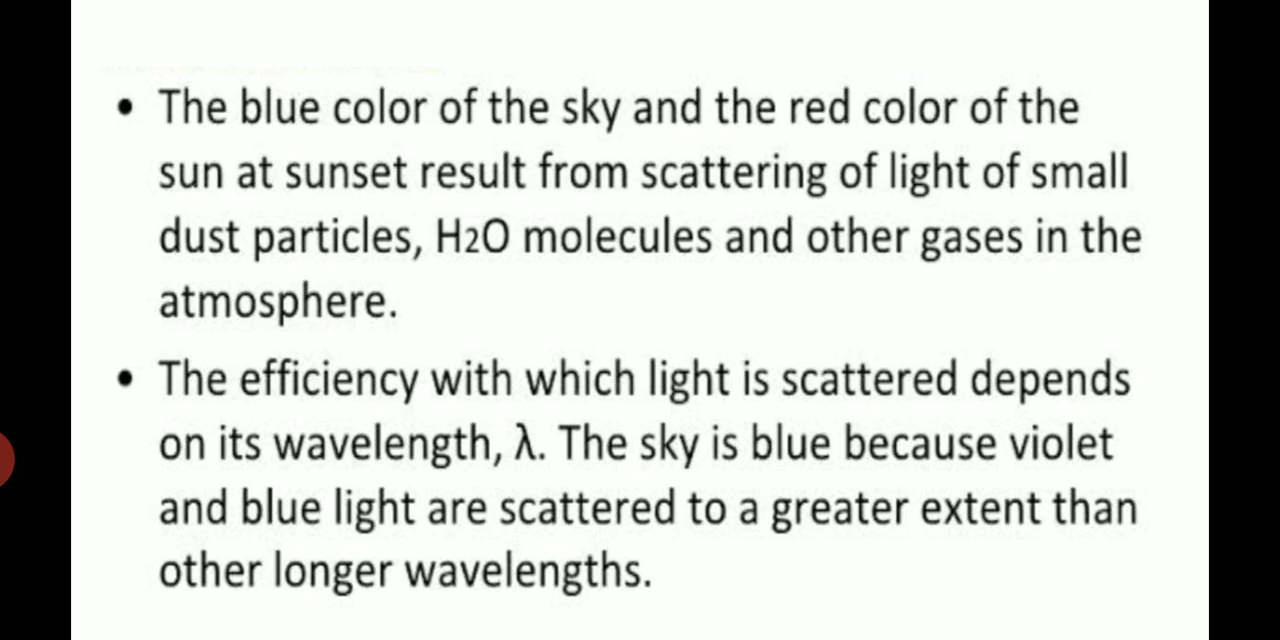 • The blue color of the sky and the red color of the
sun at sunset result from scattering of light of small
dust particles, H2O molecules and other gases in the
atmosphere.
• The efficiency with which light is scattered depends
on its wavelength, λ. The sky is blue because violet
and blue light are scattered to a greater extent than
other longer wavelengths.